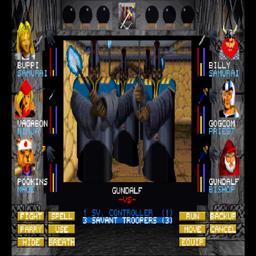 BUFFI
SAMURAI
BILLY
SAMURAI
VAGABON
NINJA
GOGCOM
PRIEST
POOKINS
MAGE
GUNDALF
BISHOP
GUNDALF
-VS-
1 SV. CONTROLLER (1)
3 SAVANT TROOPERS (3)
FIGHT SPELL
RUN BACKUP
PARRY USE
MOVE CANCEL
HIDE BREATH
EQUIP